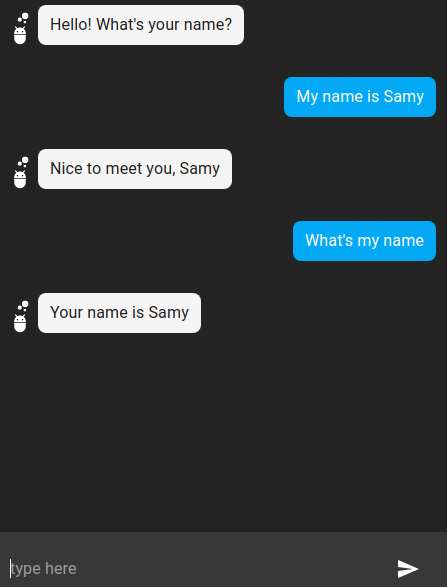 Hello! What's your name?
My name is Samy
Nice to meet you, Samy
What's my name
Your name is Samy
type here